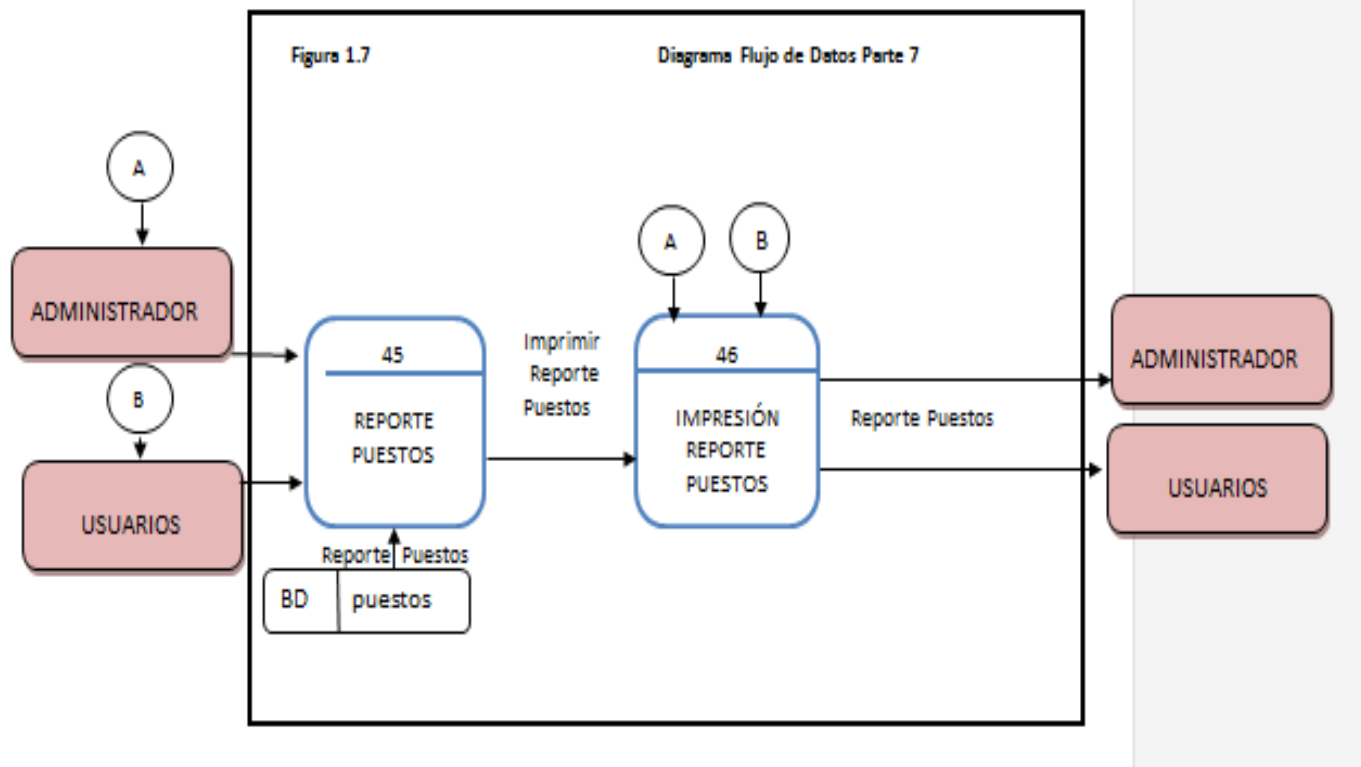 Figura 1.7
Diagrama Flujo de Datos Parte 7
A
ADMINISTRADOR
B
USUARIOS
45
REPORTE
PUESTOS
Reporte Puestos
BD
puestos
Imprimir
Reporte
Puestos
A
B
46
IMPRESIÓN
REPORTE
PUESTOS
Reporte Puestos
ADMINISTRADOR
USUARIOS